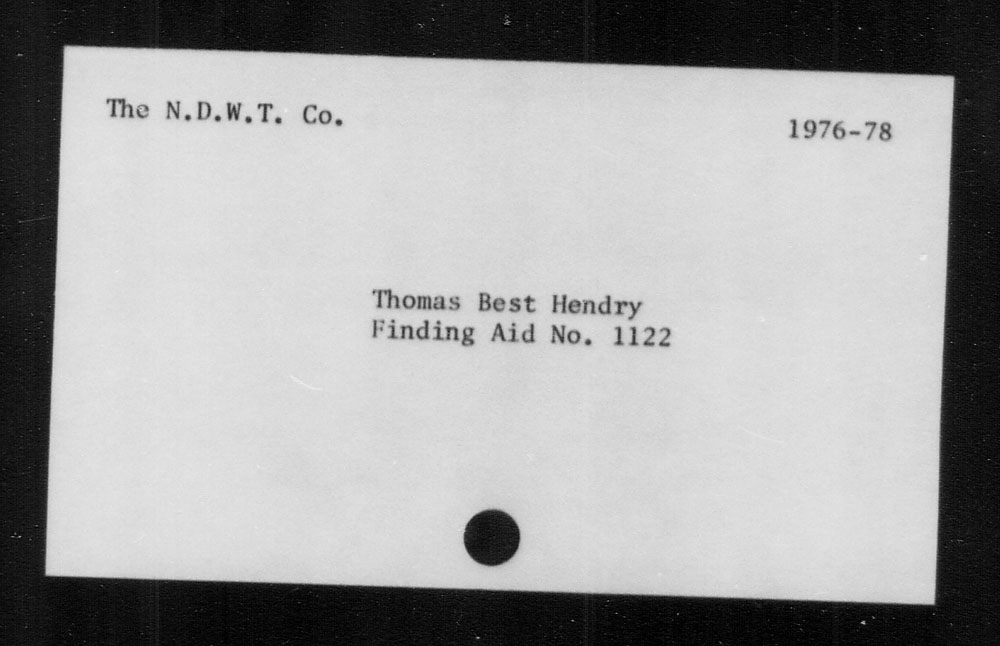 The N.D.W.T. Co.
1976-78
Thomas Best Hendry
Finding Aid No. 1122